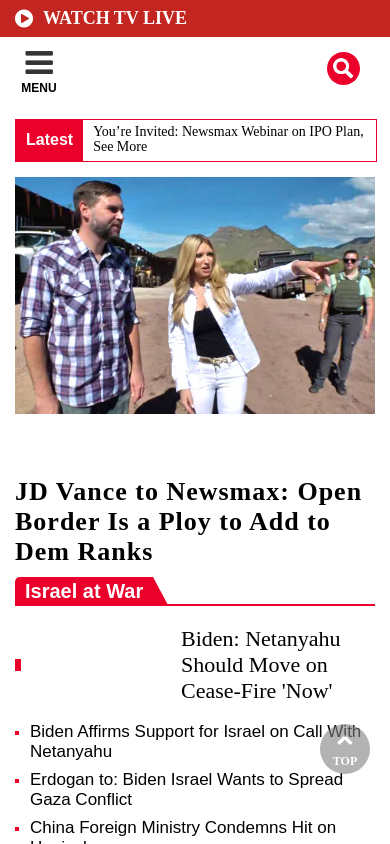 WATCH TV LIVE
MENU
Latest
You’re Invited: Newsmax Webinar on IPO Plan,
See More
JD Vance to Newsmax: Open
Border Is a Ploy to Add to
Dem Ranks
Israel at War
Biden: Netanyahu
Should Move on
Cease-Fire 'Now'
Biden Affirms Support for Israel on Call With
Netanyahu
TOP
Erdogan to: Biden Israel Wants to Spread
Gaza Conflict
China Foreign Ministry Condemns Hit on